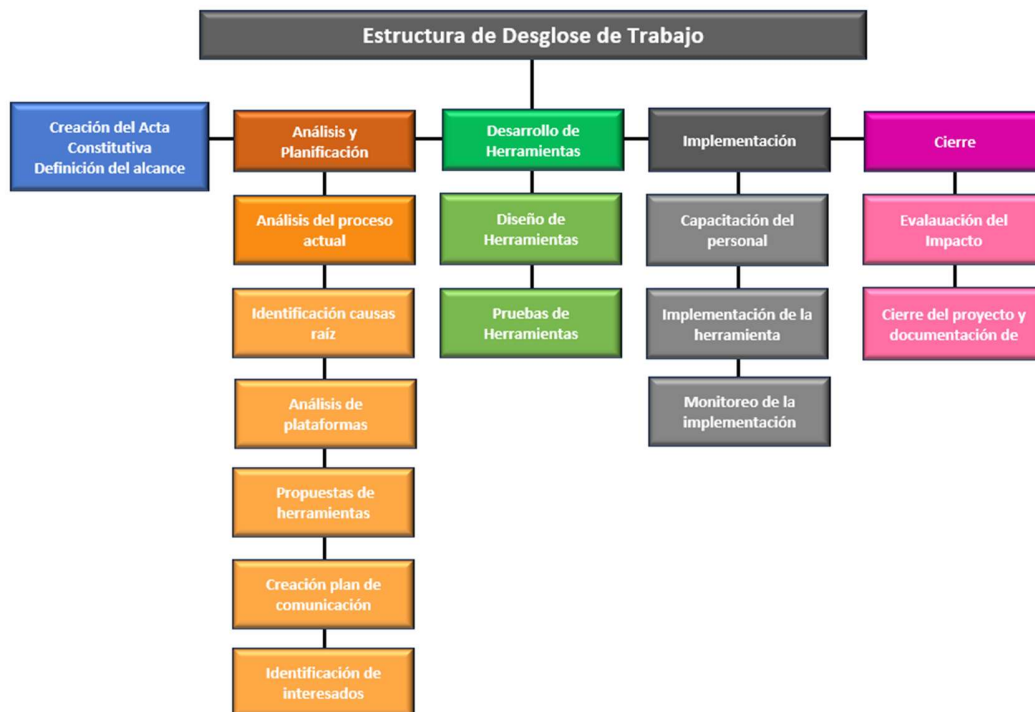 Estructura de Desglose de Trabajo
Creación del Acta
Constitutiva
Definición del alcance
Análisis y
Planificación
Desarrollo de
Herramientas
Implementación
Cierre
Análisis del proceso
actual
Diseño de
Herramientas
Capacitación del
personal
Evalauación del
Impacto
Identificación causas
raíz
Pruebas de
Herramientas
Implementación de la
herramienta
Cierre del proyecto y
documentación de
Análisis de
plataformas
Monitoreo de la
implementación
Propuestas de
herramientas
Creación plan de
comunicación
Identificación de
interesados